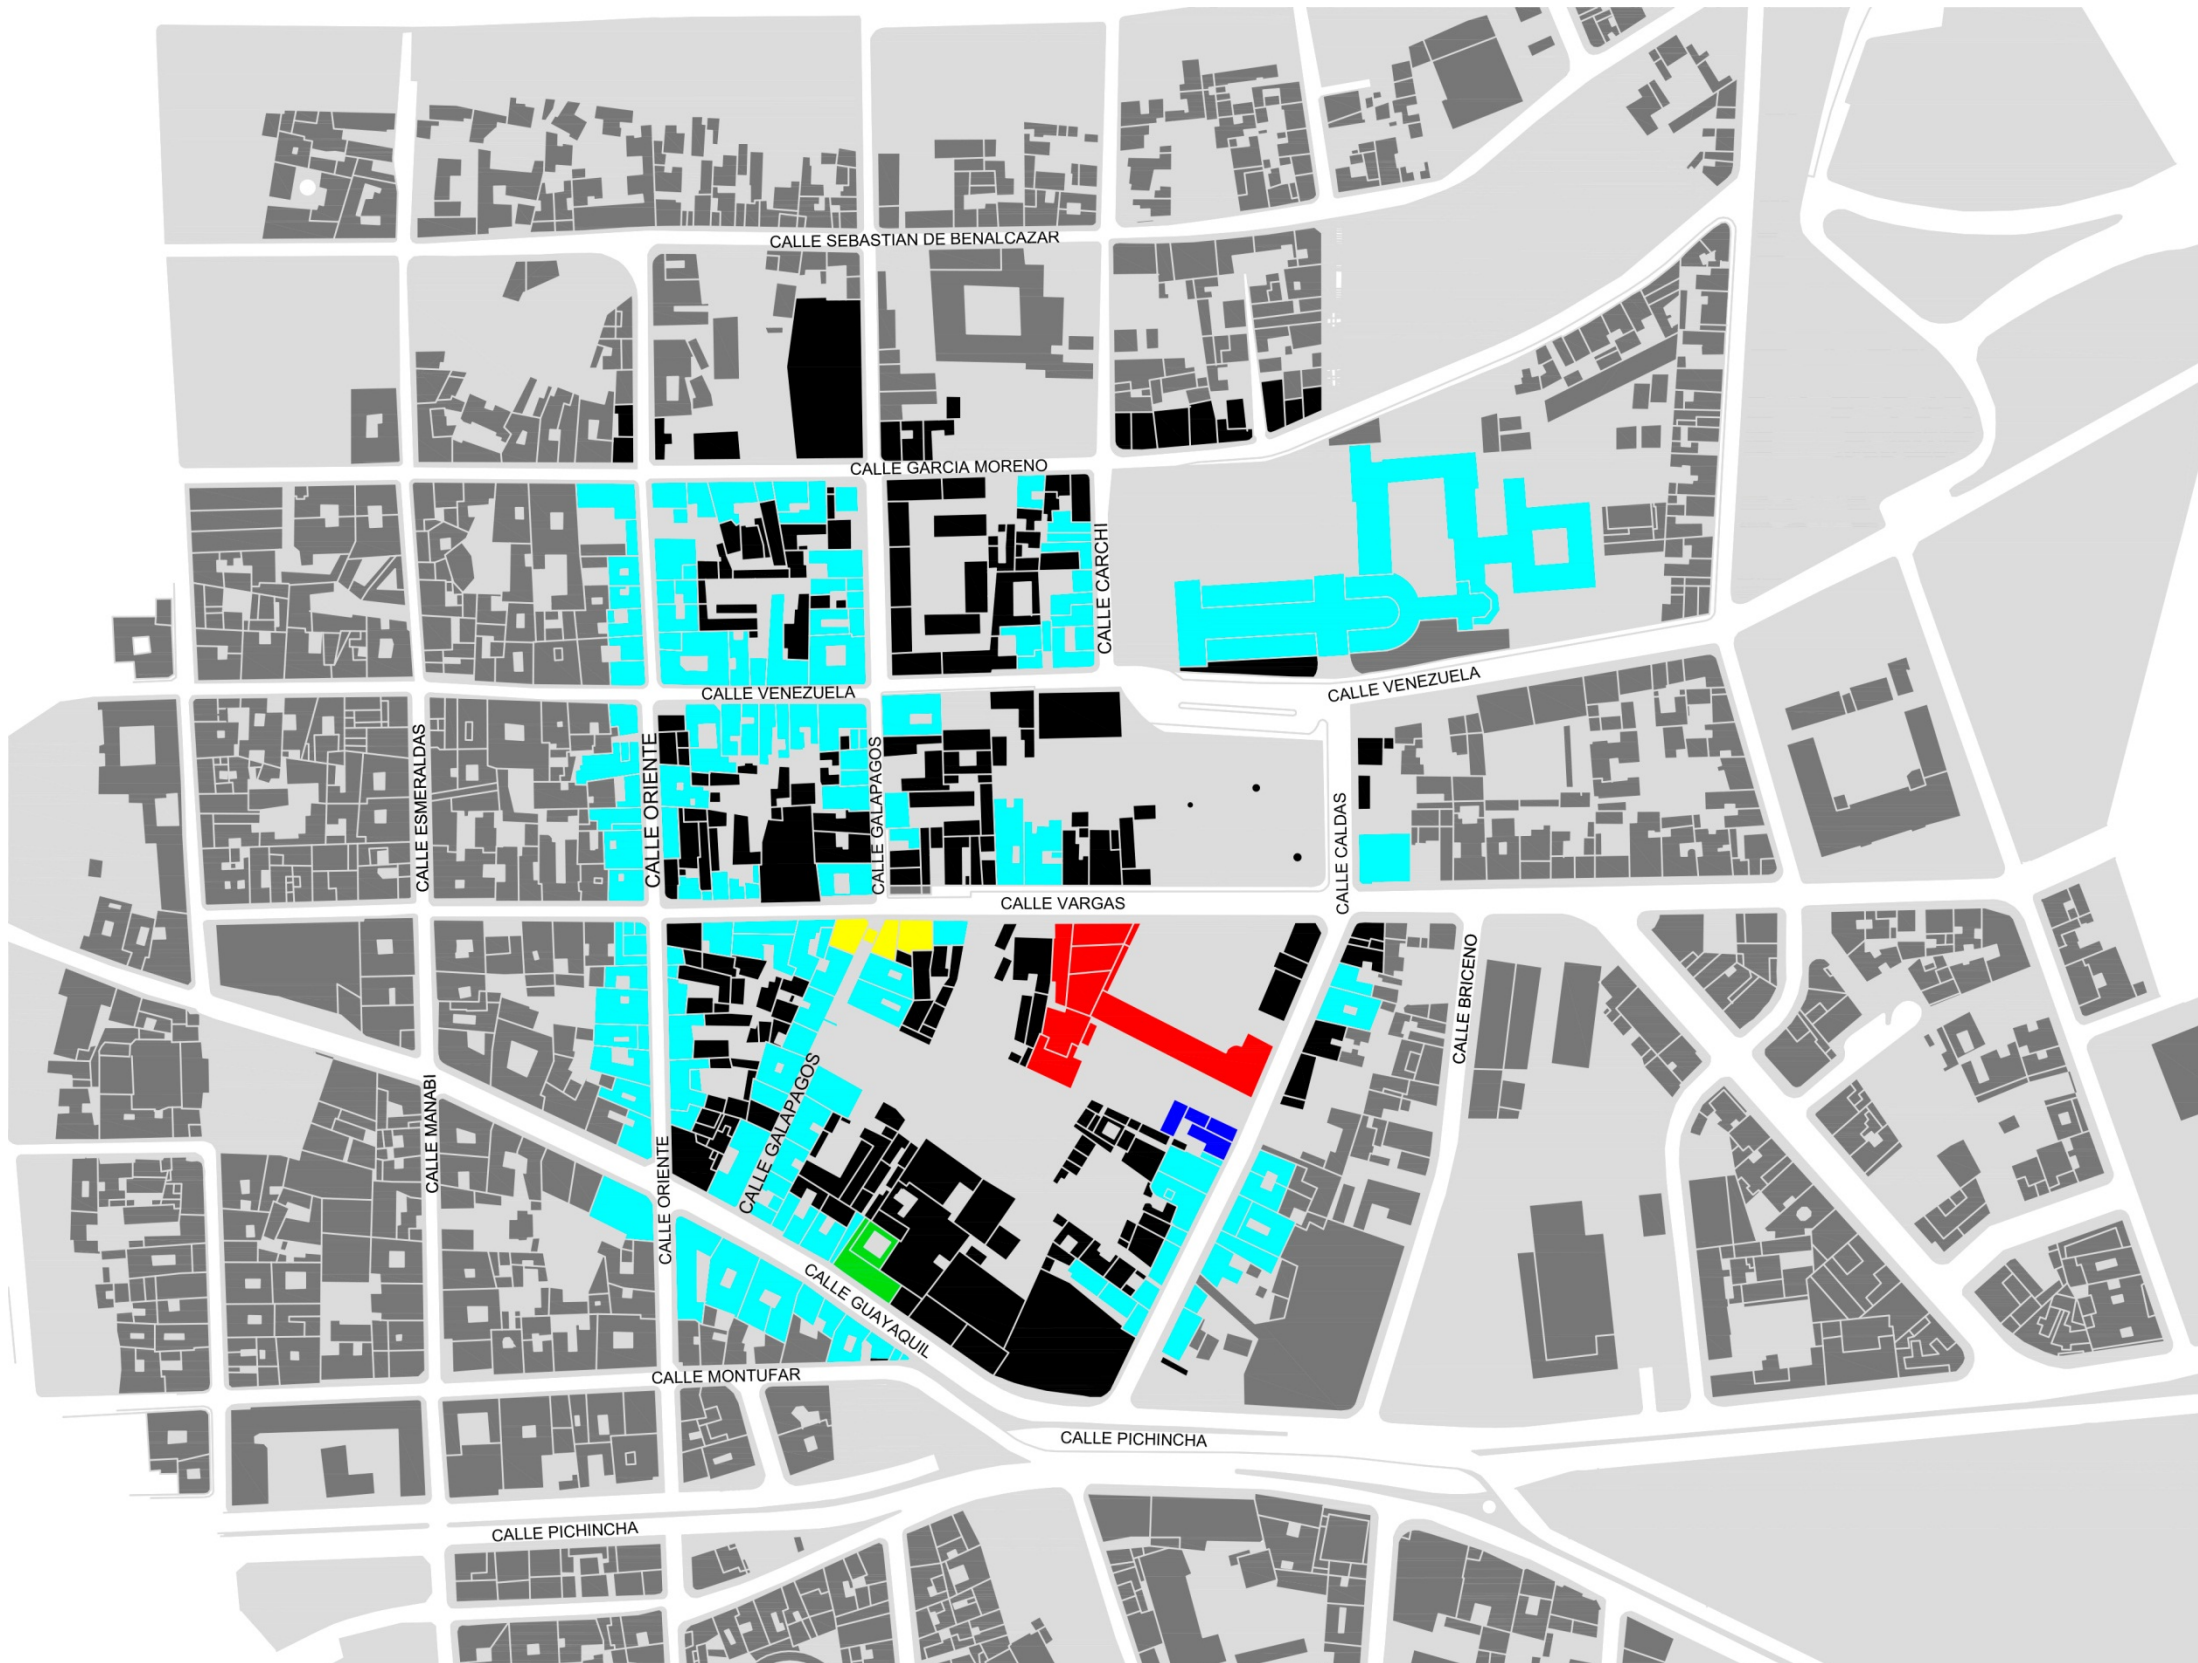 CALLE SEBASTIAN DE BENALCAZAR
CALLE GARCIA MORENO
CALLE CARCHI
CALLE VENEZUELA
CALLE VENEZUELA
CALLE ESMERALDAS
CALLE ORIENTE
CALLE GALAPAGOS
CALLE CALDAS
CALLE VARGAS
CALLE BRICENO
CALLE MANABI
CALLE GALAPAGOS
CALLE ORIENTE
CALLE GUAYAQUIL
CALLE MONTUFAR
CALLE PICHINCHA
CALLE PICHINCHA